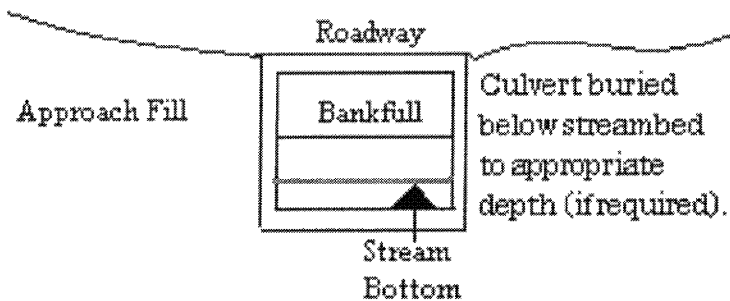 Roadway
Approach Fill
Bankfull
Culvert buried
below streambed
to appropriate
depth (if required).
Stream
Bottom